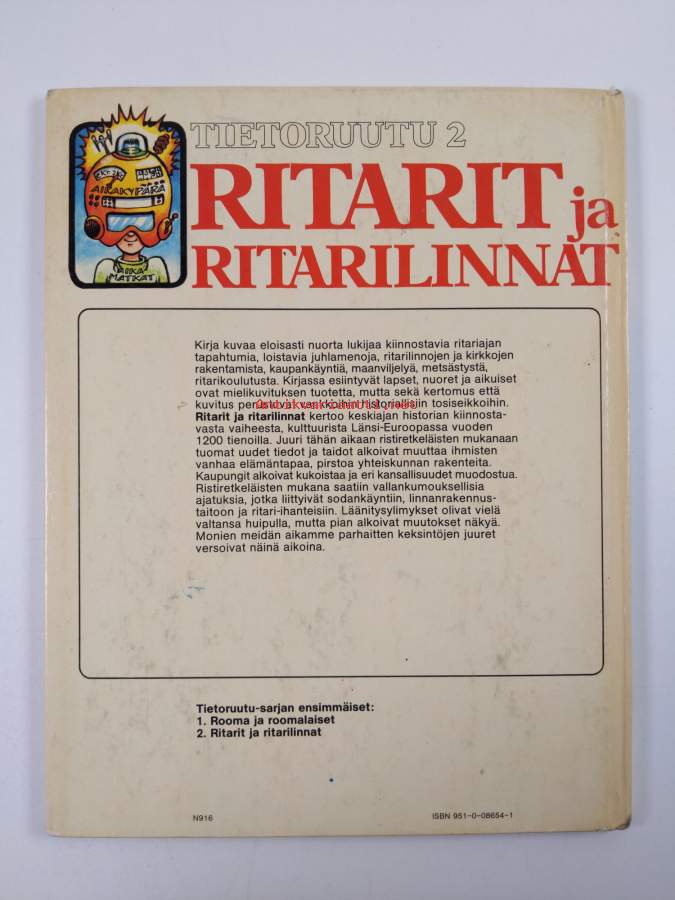 TIETORUUTU 2
RITARIT ja
RITARILINNAT
AIKAKYPÄRÄ
AIKA
MATKAT
Kirja kuvaa eloisasti nuorta lukijaa kiinnostavia ritariajan
tapahtumia, loistavia juhlamenoja, ritarilinnojen ja kirkkojen
rakentamista, kaupankäyntiä, maanviljelyä, metsästystä,
ritarikoulutusta. Kirjassa esiintyvät lapset, nuoret ja aikuiset
ovat mielikuvituksen tuotetta, mutta sekä kertomus että
kuvitus perustuvat historiallisiin tosiseikkoihin.
Antikvariaatti.net
Ritarit ja ritarilinnat kertoo keskiajan historian kiinnosta-
vasta vaiheesta, kulttuurista Länsi-Euroopassa vuoden
1200 tienoilla. Juuri tähän aikaan ristiretkeläisten mukanaan
tuomat uudet tiedot ja taidot alkoivat muuttaa ihmisten
vanhaa elämäntapaa, pirstoa yhteiskunnan rakenteita.
Kaupungit alkoivat kukoistaa ja eri kansallisuudet muodostua.
Ristiretkeläisten mukana saatiin vallankumouksellisia
ajatuksia, jotka liittyivät sodankäyntiin, linnanrakennus-
taitoon ja ritari-ihanteisiin. Läänitysylimykset olivat vielä
valtansa huipulla, mutta pian alkoivat muutokset näkyä.
Monien meidän aikamme parhaitten keksintöjen juuret
versoivat näinä aikoina.
Tietoruutu-sarjan ensimmäiset:
1. Rooma ja roomalaiset
2. Ritarit ja ritarilinnat
N916
ISBN 951-0-08654-1